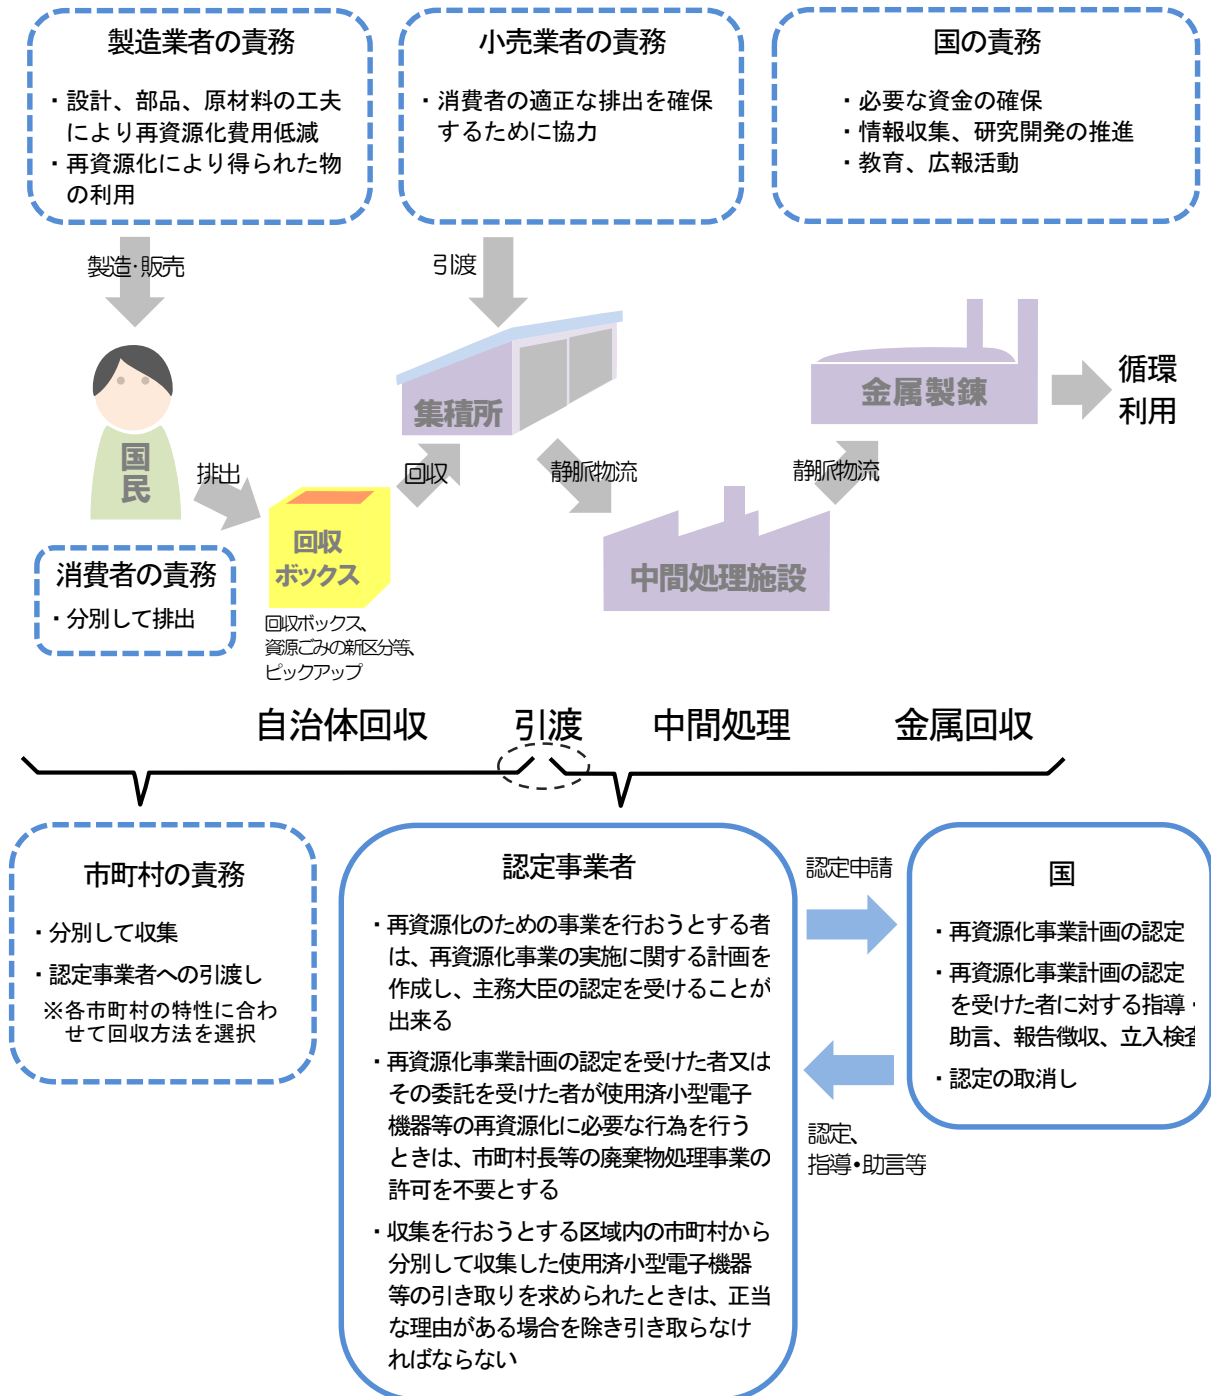 製造業者の責務
・設計、部品、原材料の工夫
により再資源化費用低減
・再資源化により得られた物
の利用
小売業者の責務
・消費者の適正な排出を確保
するために協力
国の責務
・必要な資金の確保
・情報収集、研究開発の推進
・教育、広報活動
製造・販売
引渡
国民
排出
回収
集積所
静脈物流
静脈物流
金属製錬
循環
利用
回収
ボックス
中間処理施設
消費者の責務
・分別して排出
回収ボックス、
資源ごみの新区分等、
ピックアップ
自治体回収
引渡
中間処理
金属回収
市町村の責務
・分別して収集
・認定事業者への引渡し
※各市町村の特性に合わ
せて回収方法を選択
認定事業者
・再資源化のための事業を行おうとする者
は、再資源化事業の実施に関する計画を
作成し、主務大臣の認定を受けることが
出来る
・再資源化事業計画の認定を受けた者又は
その委託を受けた者が使用済小型電子
機器等の再資源化に必要な行為を行う
ときは、市町村長等の廃棄物処理事業の
許可を不要とする
・収集を行おうとする区域内の市町村から
分別して収集した使用済小型電子機器
等の引き取りを求められたときは、正当
な理由がある場合を除き引き取らなけ
ればならない
認定申請
認定、
指導・助言等
国
・再資源化事業計画の認定
・再資源化事業計画の認定
を受けた者に対する指導・
助言、報告徴収、立入検査
・認定の取消し